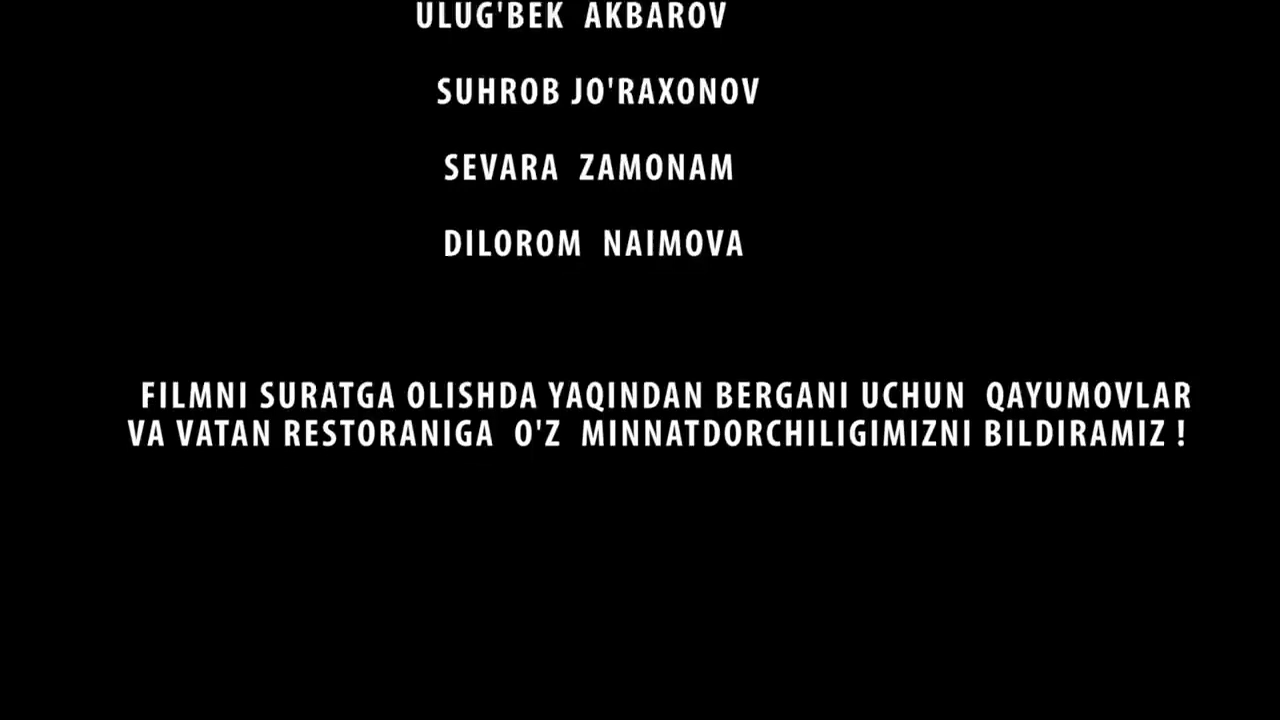 ULUG'BEK AKBAROV
SUHROB JO'RAXONOV
SEVARA ZAMONAM
DILOROM NAIMOVA
FILMNI SURATGA OLISHDA YAQINDAN BERGANI UCHUN QAYUMOVLAR
VA VATAN RESTORANIGA O'Z MINNATDORCHILIGIMIZNI BILDIRAMIZ !